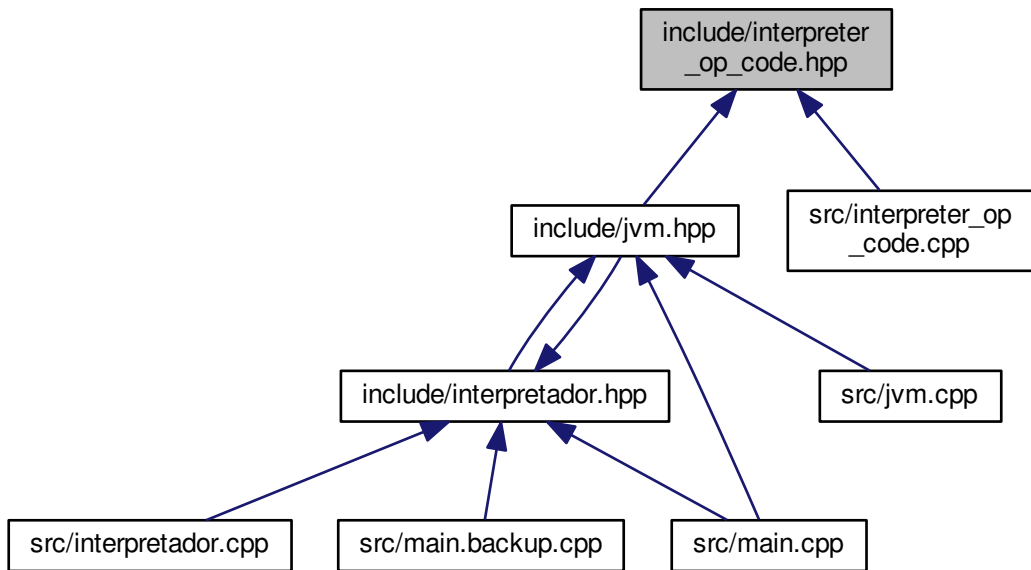 include/interpreter
_op_code.hpp
include/jvm.hpp
src/interpreter_op
_code.cpp
include/interpretador.hpp
src/jvm.cpp
src/interpretador.cpp
src/main.backup.cpp
src/main.cpp